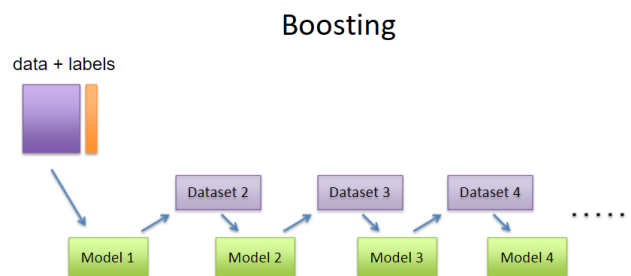 Boosting
data + labels
Dataset 2
Dataset 3
Dataset 4
.....
Model 1
Model 2
Model 3
Model 4